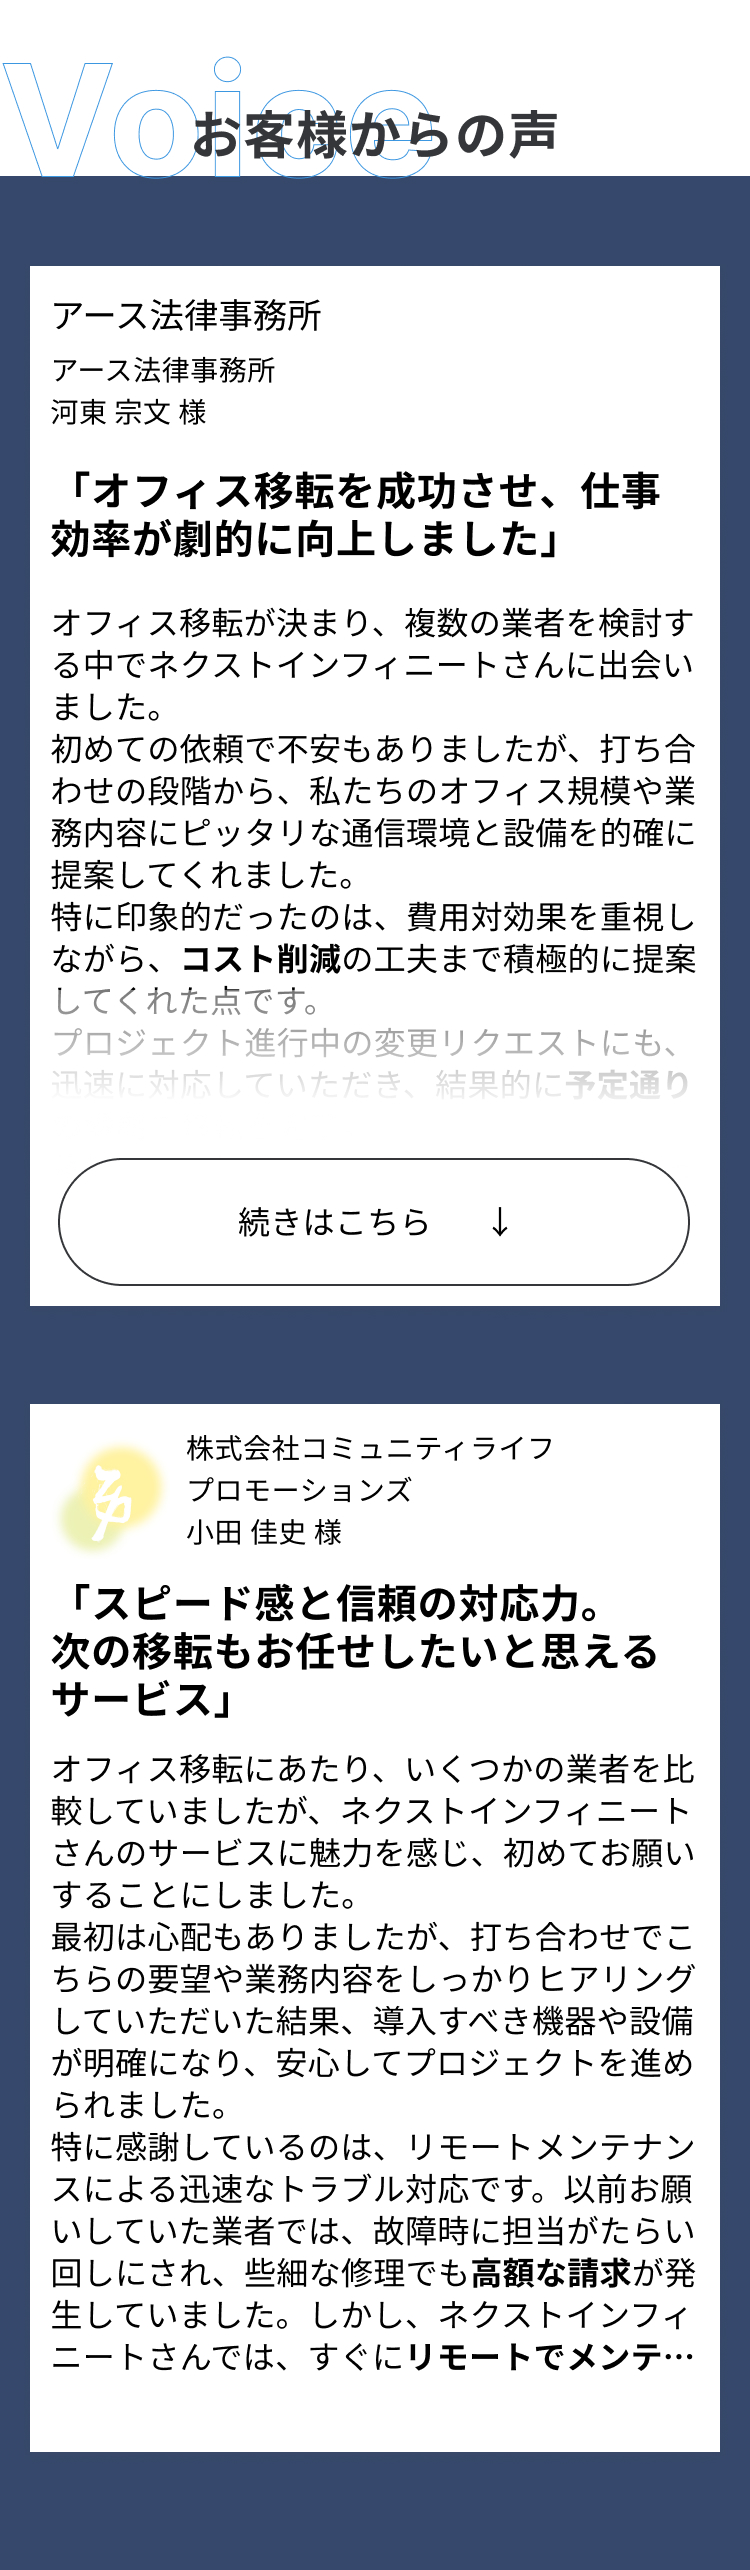 Voice
お客様からの声
アース法律事務所
アース法律事務所
河東 宗文 様
「オフィス移転を成功させ、仕事
効率が劇的に向上しました」
オフィス移転が決まり、複数の業者を検討す
る中でネクストインフィニートさんに出会い
ました。
初めての依頼で不安もありましたが、打ち合
わせの段階から、私たちのオフィス規模や業
務内容にピッタリな通信環境と設備を的確に
提案してくれました。
特に印象的だったのは、費用対効果を重視し
ながら、コスト削減の工夫まで積極的に提案
してくれた点です。
プロジェクト進行中の変更リクエストにも、
迅速に対応していただき、結果的に予定通り
続きはこちら ↓
株式会社コミュニティライフ
プロモーションズ
小田 佳史 様
「スピード感と信頼の対応力。
次の移転もお任せしたいと思える
サービス」
オフィス移転にあたり、いくつかの業者を比
較していましたが、ネクストインフィニート
さんのサービスに魅力を感じ、初めてお願い
することにしました。
最初は心配もありましたが、打ち合わせでこ
ちらの要望や業務内容をしっかりヒアリング
していただいた結果、導入すべき機器や設備
が明確になり、安心してプロジェクトを進め
られました。
特に感謝しているのは、リモートメンテナン
スによる迅速なトラブル対応です。以前お願
いしていた業者では、故障時に担当がたらい
回しにされ、些細な修理でも高額な請求が発
生していました。しかし、ネクストインフィ
ニートさんでは、すぐにリモートでメンテ…